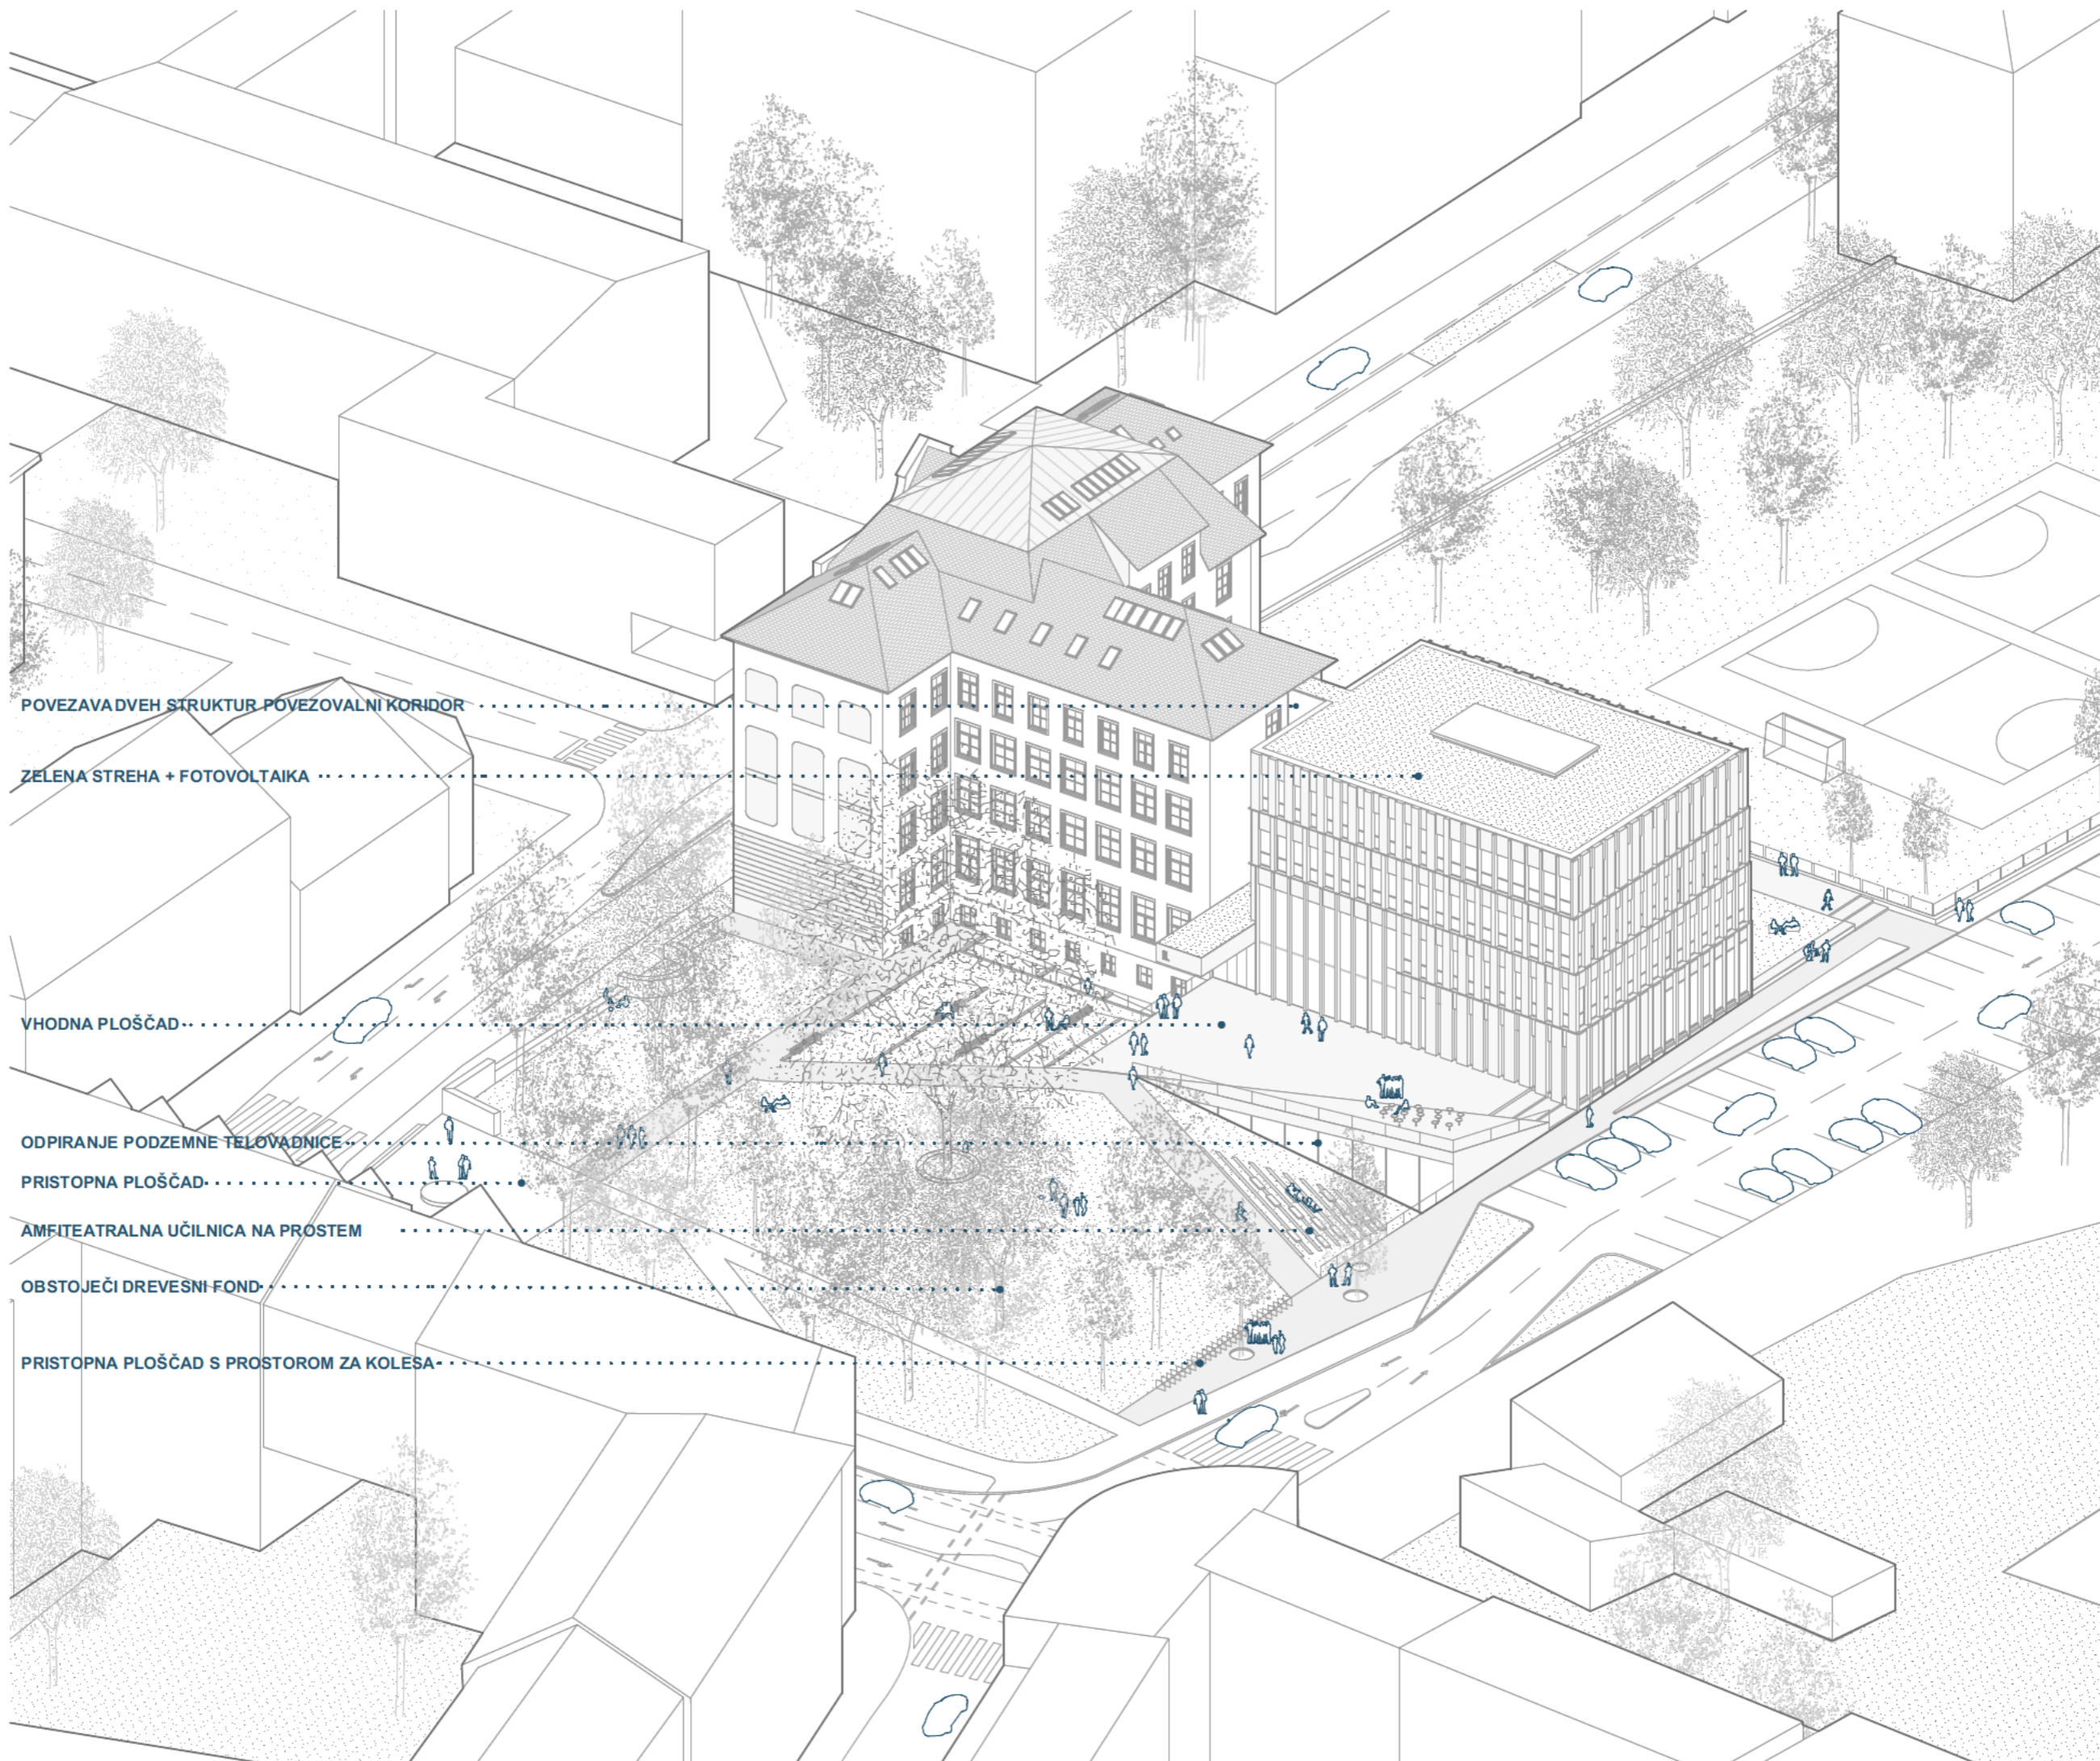 POVEZAVA DVEH STRUKTUR POVEZOVALNI KORIDOR
ZELENA STREHA + FOTOVOLTAIKA
VHODNA PLOŠČAD
ODPIRANJE PODZEMNE TELOVADNICE
PRISTOPNA PLOŠČAD
AMFITEATRALNA UČILNICA NA PROSTEM
OBSTOJEČI DREVESNI FOND
PRISTOPNA PLOŠČAD S PROSTOROM ZA KOLESA